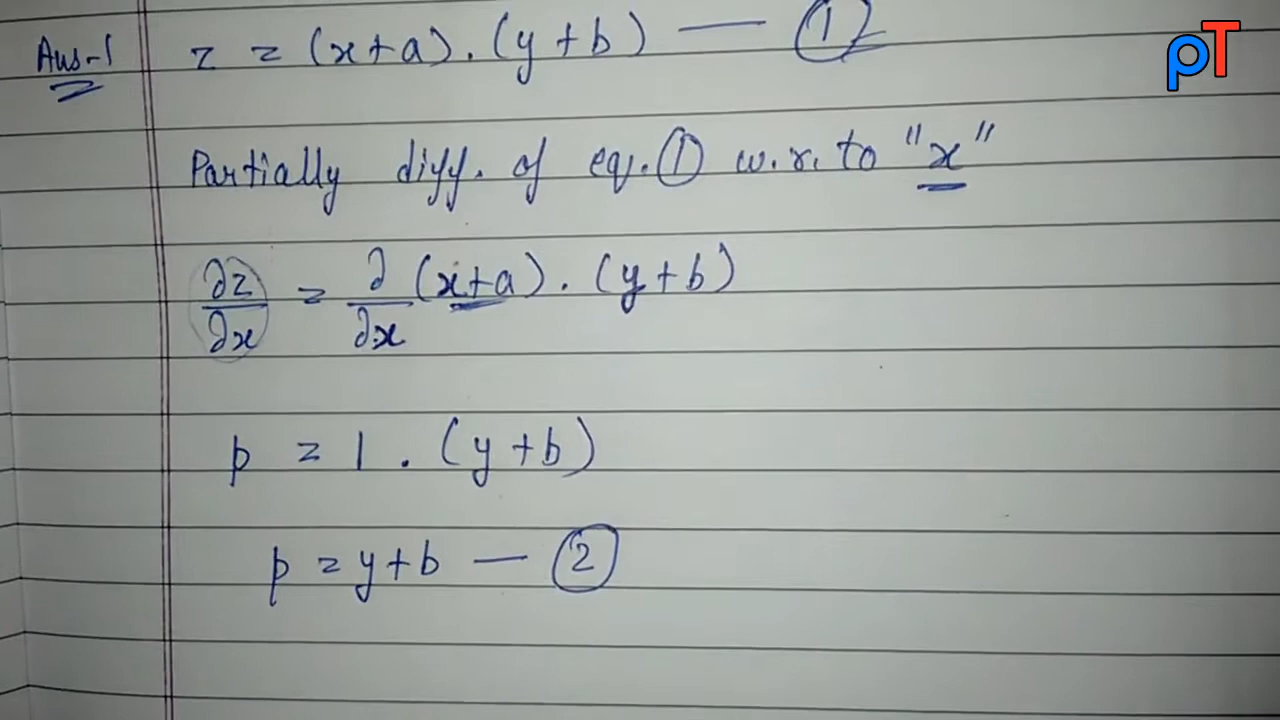 Ans-1 z = (x+a).(y+b) — ①
Partially diff. of eq.① w.r. to "x"
∂z/∂x = ∂/∂x (x+a).(y+b)
p = 1 . (y+b)
p = y+b — ②
pT